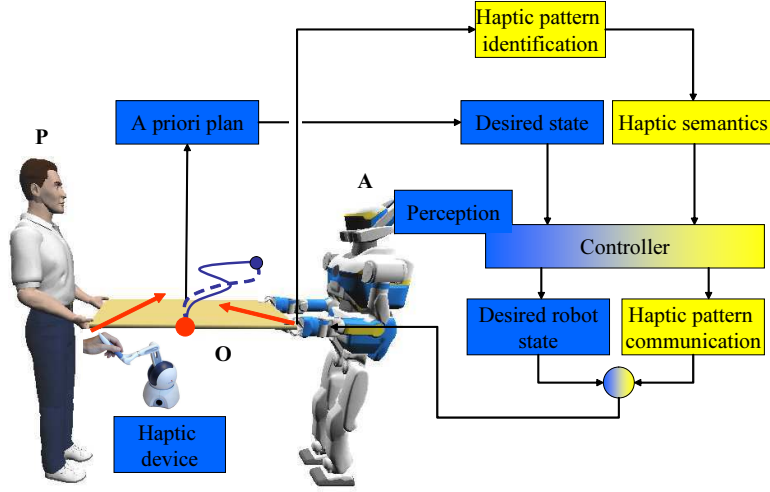 Haptic pattern
identification
A priori plan
Desired state
Haptic semantics
P
A
Perception
Controller
Desired robot
state
Haptic pattern
communication
O
Haptic
device